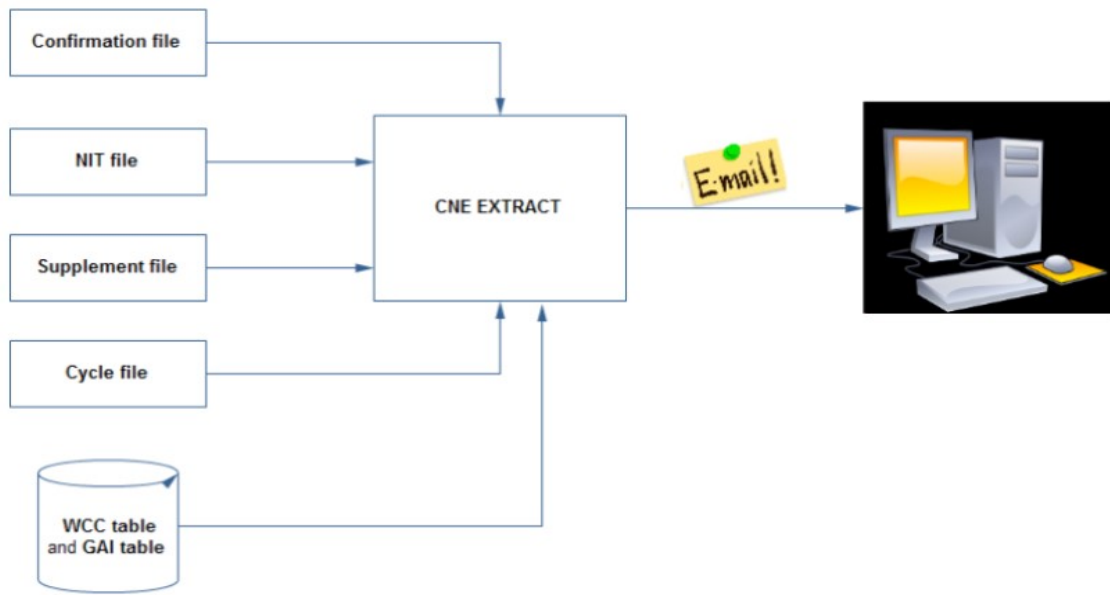 Confirmation file
NIT file
Supplement file
Cycle file
WCC table
and GAI table
CNE EXTRACT
E-mail!